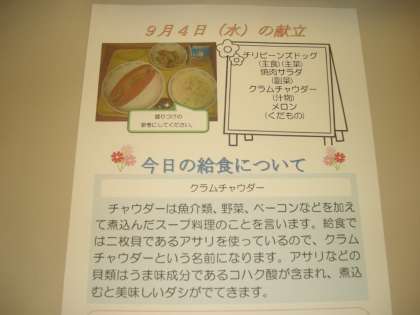 9月4日（水）の献立
チリビーンズドッグ
(主食)(主菜)
焼肉サラダ
(副菜)
クラムチャウダー
(汁物)
メロン
(くだもの)
盛りつけの
参考にしてください。
今日の給食について
クラムチャウダー
チャウダーは魚介類、野菜、ベーコンなどを加え
て煮込んだスープ料理のことを言います。給食で
は二枚貝であるアサリを使っているので、クラム
チャウダーという名前になります。アサリなどの
貝類はうま味成分であるコハク酸が含まれ、煮込
むと美味しいダシがでてきます。